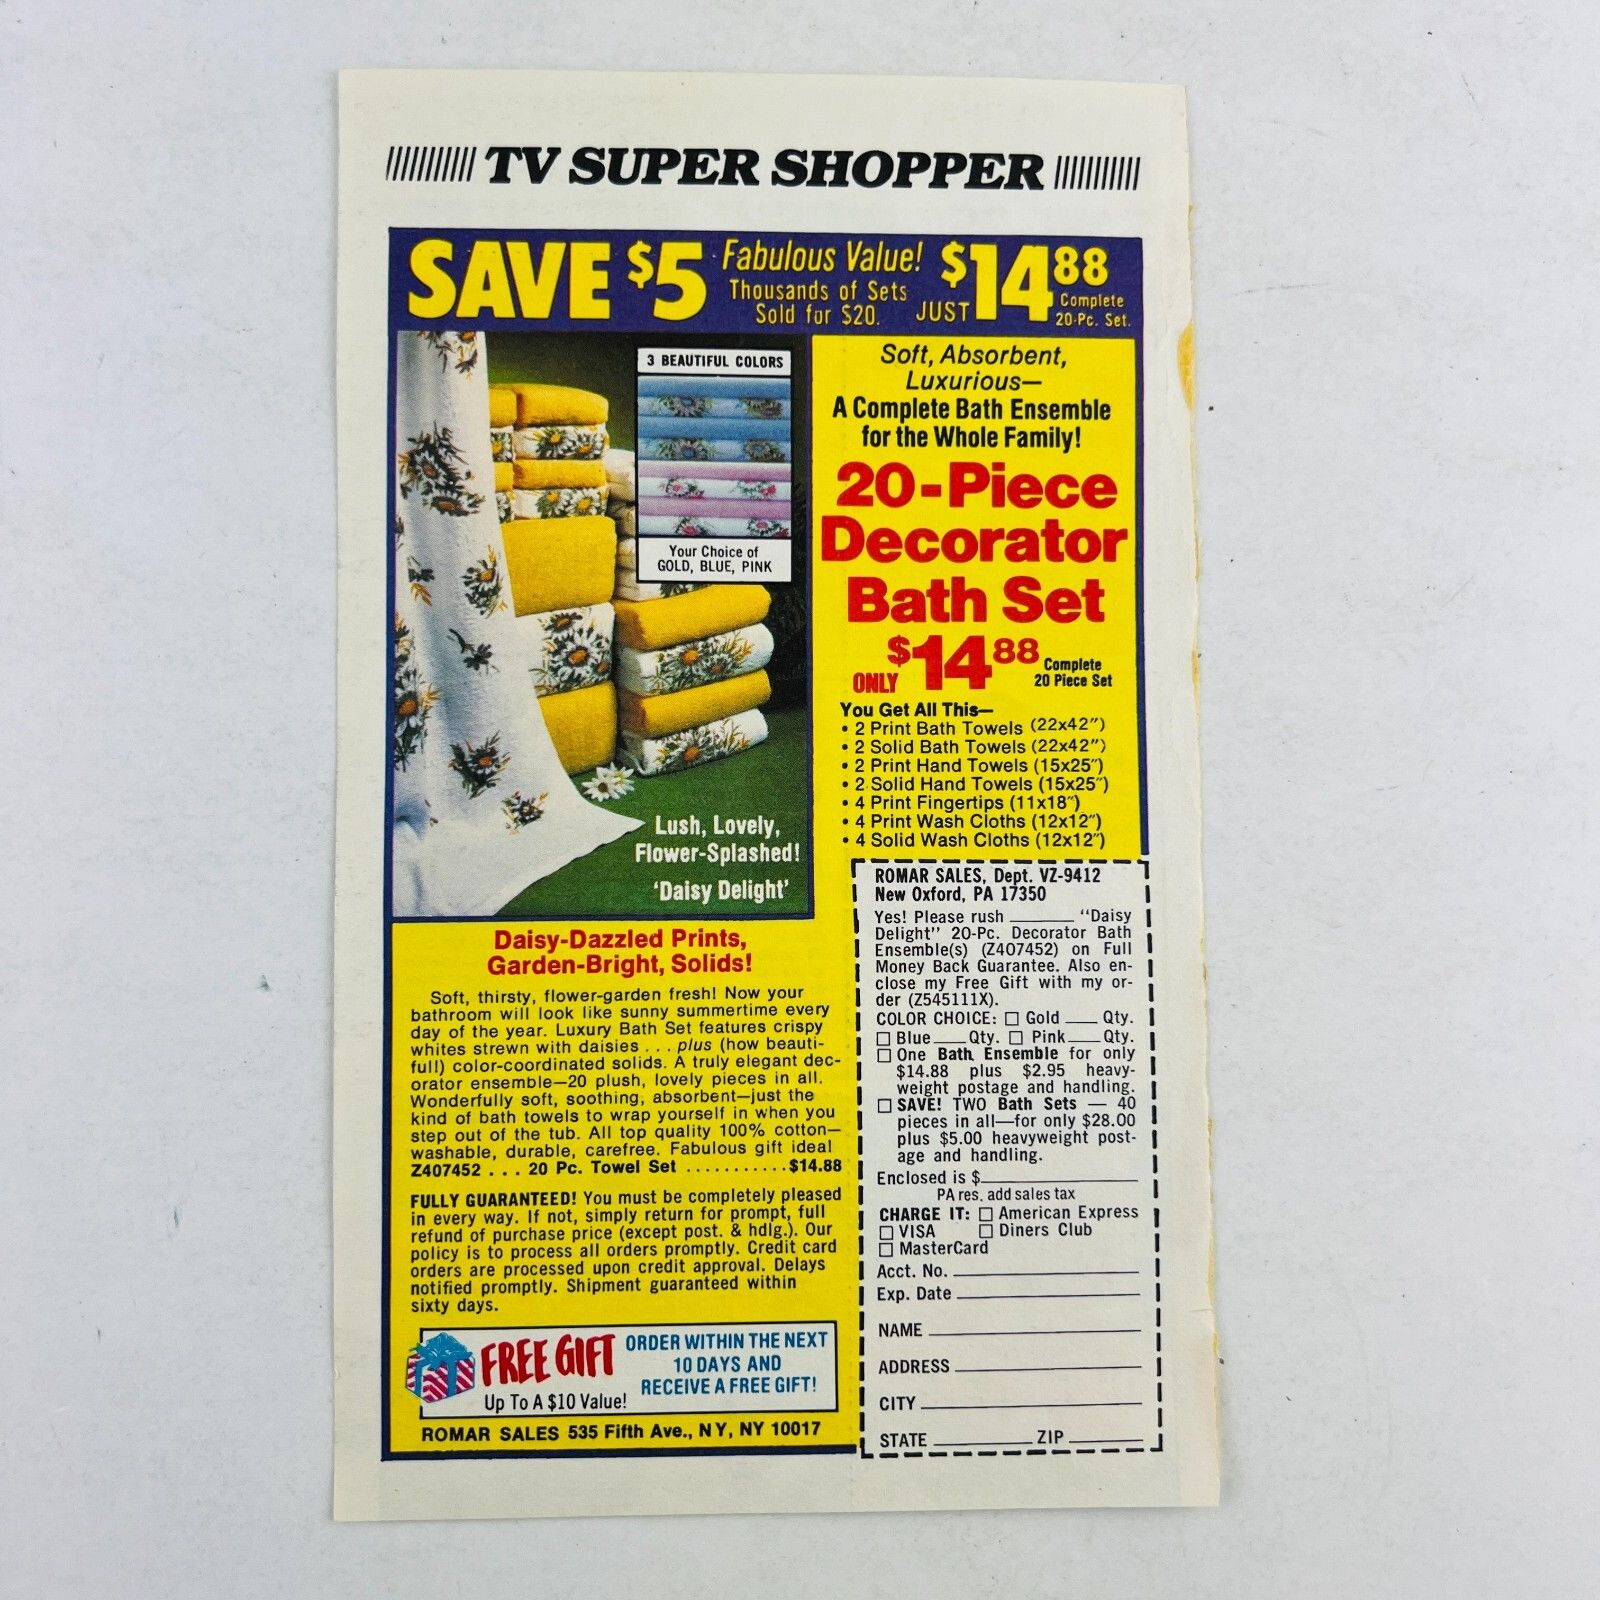 TV SUPER SHOPPER
SAVE $5
Fabulous Value!
Thousands of Sets
Sold for $20.
JUST $14 88
Complete
20-Pc. Set.
3 BEAUTIFUL COLORS
Your Choice of
GOLD, BLUE, PINK
Lush, Lovely,
Flower-Splashed!
'Daisy Delight'
Soft, Absorbent,
Luxurious—
A Complete Bath Ensemble
for the Whole Family!
20-Piece
Decorator
Bath Set
ONLY $14 88 Complete
20 Piece Set
You Get All This—
• 2 Print Bath Towels (22x42")
• 2 Solid Bath Towels (22x42")
• 2 Print Hand Towels (15x25")
• 2 Solid Hand Towels (15x25")
• 4 Print Fingertips (11x18")
• 4 Print Wash Cloths (12x12")
• 4 Solid Wash Cloths (12x12")
Daisy-Dazzled Prints,
Garden-Bright, Solids!
Soft, thirsty, flower-garden fresh! Now your
bathroom will look like sunny summertime every
day of the year. Luxury Bath Set features crispy
whites strewn with daisies . . . plus (how beauti-
ful!) color-coordinated solids. A truly elegant dec-
orator ensemble—20 plush, lovely pieces in all.
Wonderfully soft, soothing, absorbent—just the
kind of bath towels to wrap yourself in when you
step out of the tub. All top quality 100% cotton—
washable, durable, carefree. Fabulous gift ideal
Z407452 . . . 20 Pc. Towel Set ...........$14.88
FULLY GUARANTEED! You must be completely pleased
in every way. If not, simply return for prompt, full
refund of purchase price (except post. & hdlg.). Our
policy is to process all orders promptly. Credit card
orders are processed upon credit approval. Delays
notified promptly. Shipment guaranteed within
sixty days.
FREE GIFT
Up To A $10 Value!
ORDER WITHIN THE NEXT
10 DAYS AND
RECEIVE A FREE GIFT!
ROMAR SALES 535 Fifth Ave., NY, NY 10017
ROMAR SALES, Dept. VZ-9412
New Oxford, PA 17350
Yes! Please rush ______ "Daisy
Delight" 20-Pc. Decorator Bath
Ensemble(s) (Z407452) on Full
Money Back Guarantee. Also en-
close my Free Gift with my or-
der (Z545111X).
COLOR CHOICE: □ Gold ___ Qty.
□ Blue ___ Qty. □ Pink ___ Qty.
□ One Bath Ensemble for only
$14.88 plus $2.95 heavy-
weight postage and handling.
□ SAVE! TWO Bath Sets — 40
pieces in all—for only $28.00
plus $5.00 heavyweight post-
age and handling.
Enclosed is $______
PA res. add sales tax
CHARGE IT: □ American Express
□ VISA □ Diners Club
□ MasterCard
Acct. No. ______
Exp. Date ______
NAME ______
ADDRESS ______
CITY ______
STATE ______ ZIP ______